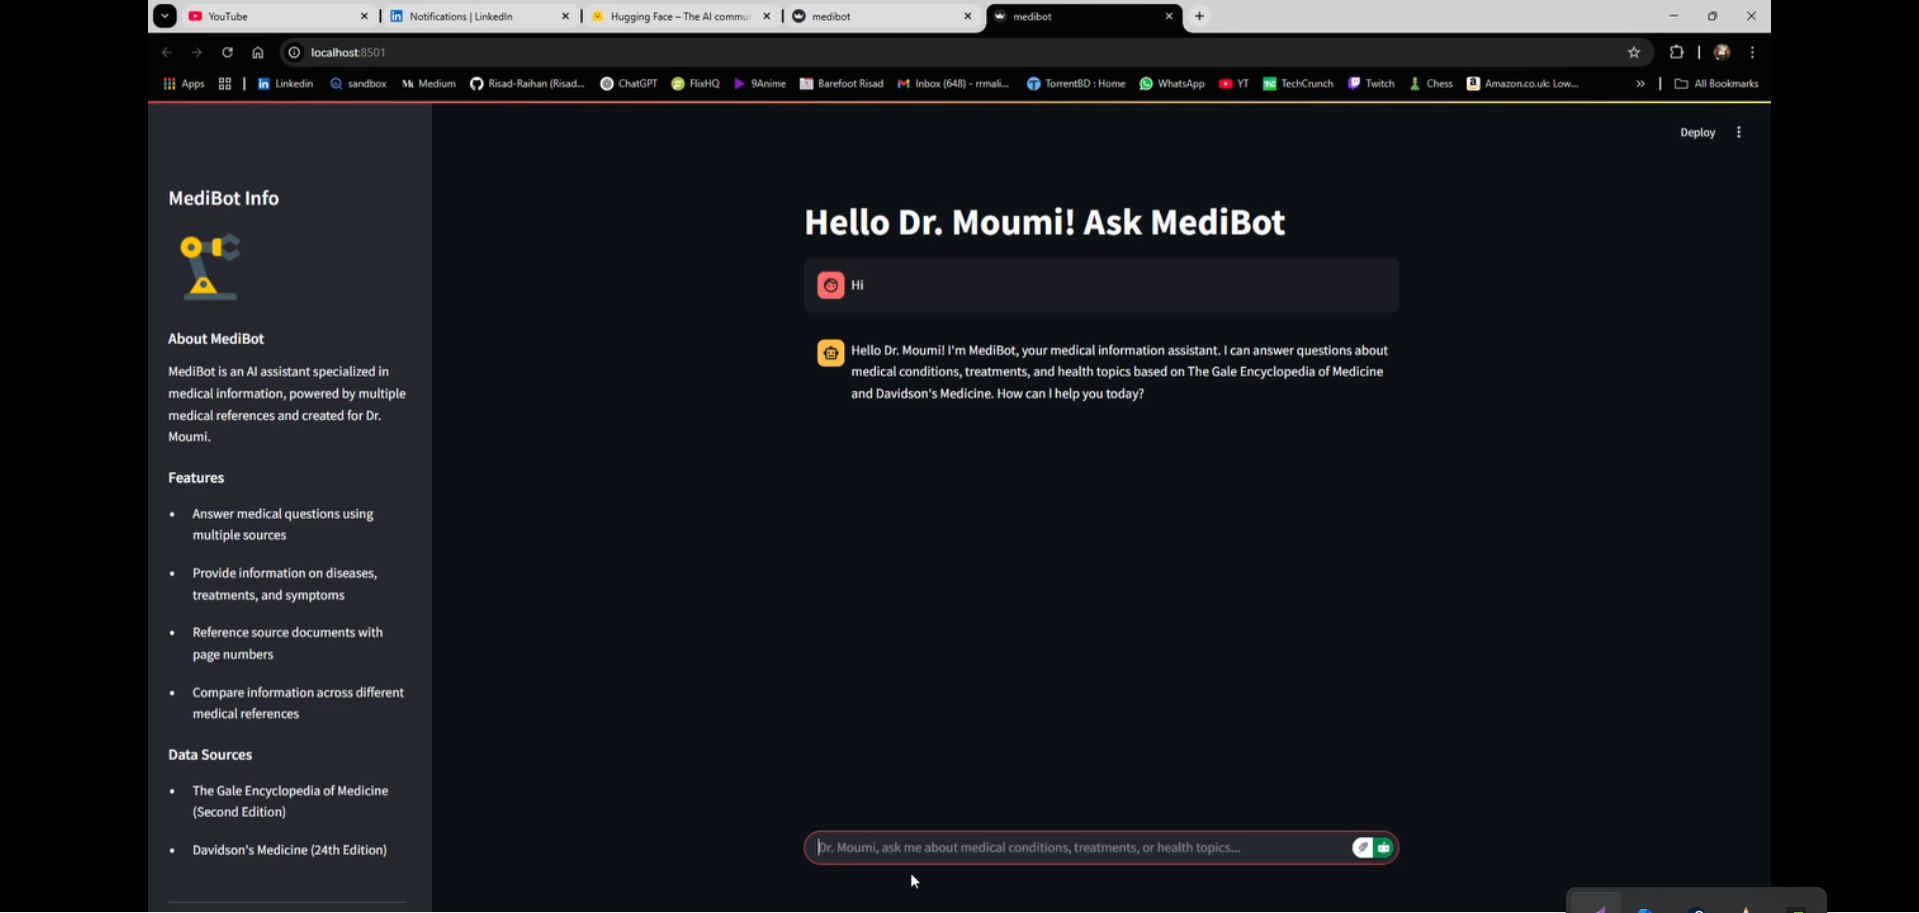 YouTube
Notifications | LinkedIn
Hugging Face – The AI commu
medibot
medibot
localhost:8501
Apps
Linkedin
sandbox
Medium
Risad-Raihan (Risad...
ChatGPT
FlixHQ
9Anime
Barefoot Risad
Inbox (648) - rrmali...
TorrentBD : Home
WhatsApp
YT
TechCrunch
Twitch
Chess
Amazon.co.uk: Low...
All Bookmarks
Deploy
MediBot Info
About MediBot
MediBot is an AI assistant specialized in
medical information, powered by multiple
medical references and created for Dr.
Moumi.
Features
• Answer medical questions using
multiple sources
• Provide information on diseases,
treatments, and symptoms
• Reference source documents with
page numbers
• Compare information across different
medical references
Data Sources
• The Gale Encyclopedia of Medicine
(Second Edition)
• Davidson's Medicine (24th Edition)
Hello Dr. Moumi! Ask MediBot
Hi
Hello Dr. Moumi! I'm MediBot, your medical information assistant. I can answer questions about
medical conditions, treatments, and health topics based on The Gale Encyclopedia of Medicine
and Davidson's Medicine. How can I help you today?
Dr. Moumi, ask me about medical conditions, treatments, or health topics...